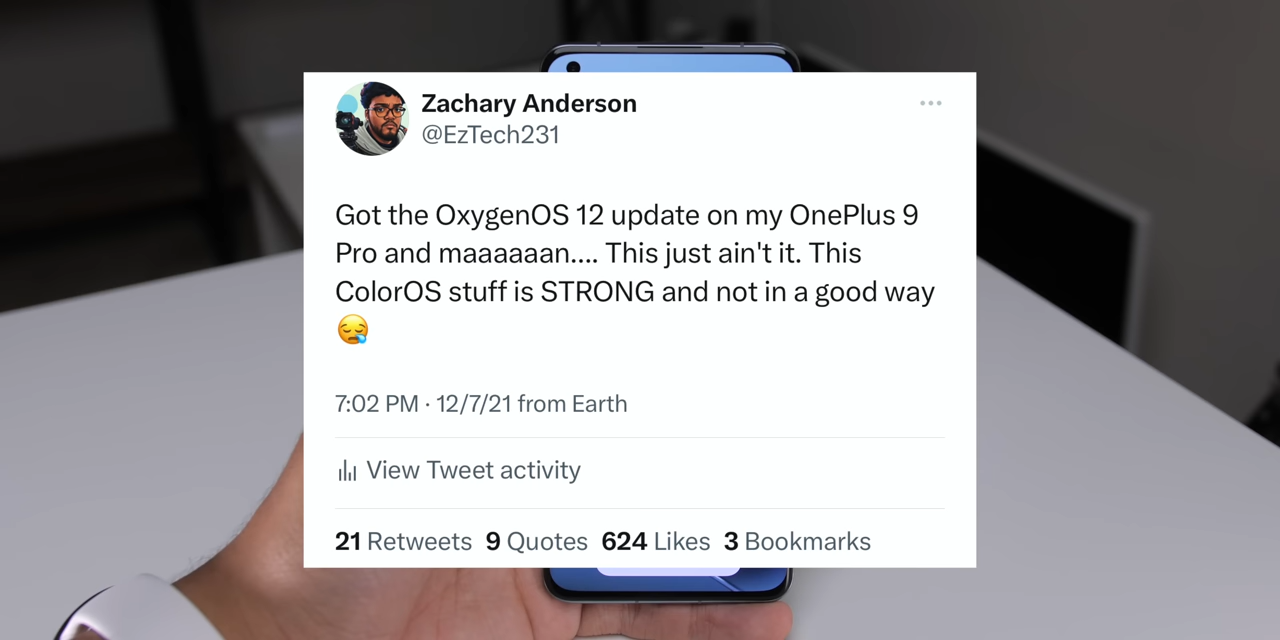 Zachary Anderson
@EzTech231
Got the OxygenOS 12 update on my OnePlus 9
Pro and maaaaaan.... This just ain't it. This
ColorOS stuff is STRONG and not in a good way
😪
7:02 PM · 12/7/21 from Earth
View Tweet activity
21 Retweets 9 Quotes 624 Likes 3 Bookmarks